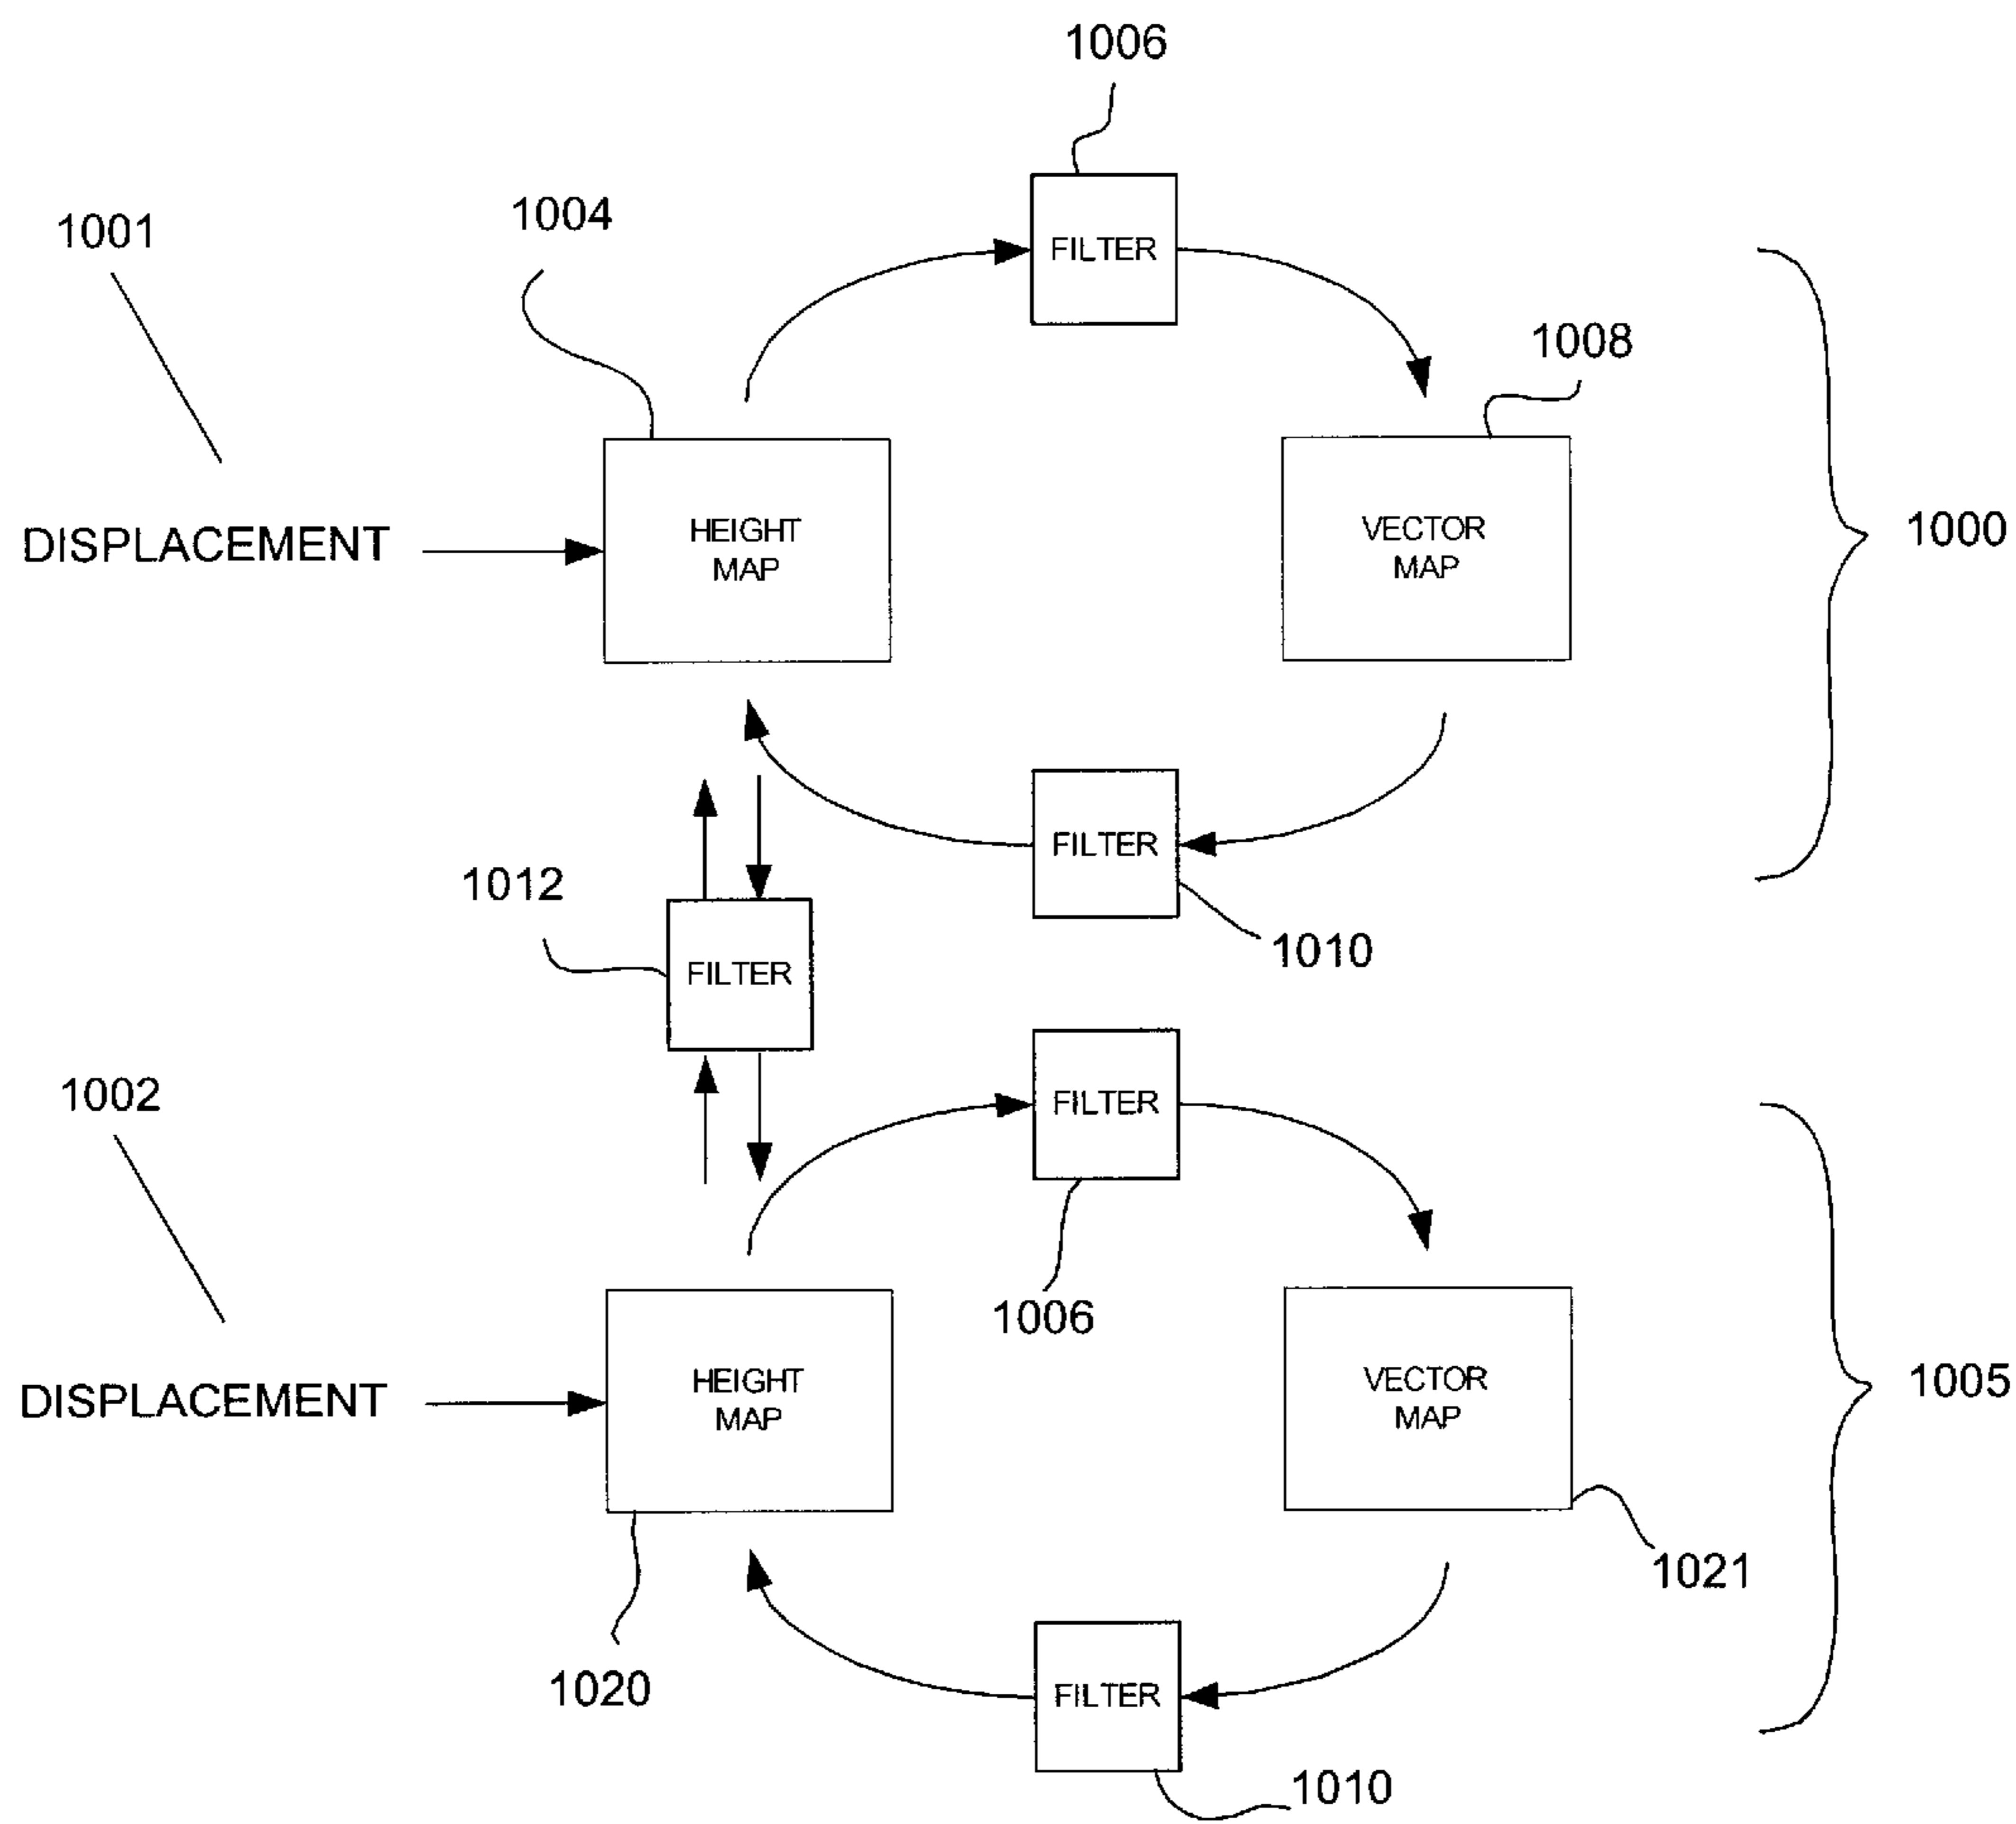 1006
1004
1001
FILTER
1008
DISPLACEMENT
HEIGHT
MAP
VECTOR
MAP
1000
FILTER
1012
1010
FILTER
FILTER
1002
1006
DISPLACEMENT
HEIGHT
MAP
VECTOR
MAP
1005
1021
1020
FILTER
1010